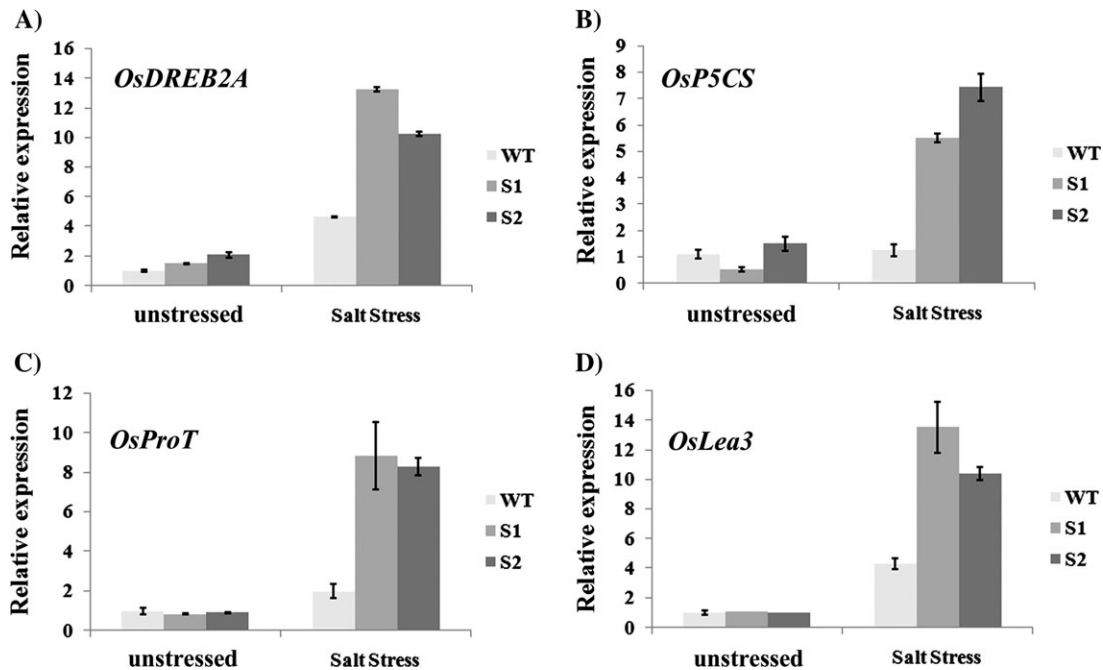 A)
Relative expression
16
14
12
10
8
6
4
2
0
OsDREB2A
unstressed
Salt Stress
WT
S1
S2
B)
Relative expression
9
8
7
6
5
4
3
2
1
0
OsP5CS
unstressed
Salt Stress
WT
S1
S2
C)
Relative expression
12
10
8
6
4
2
0
OsProT
unstressed
Salt Stress
WT
S1
S2
D)
Relative expression
16
14
12
10
8
6
4
2
0
OsLea3
unstressed
Salt Stress
WT
S1
S2